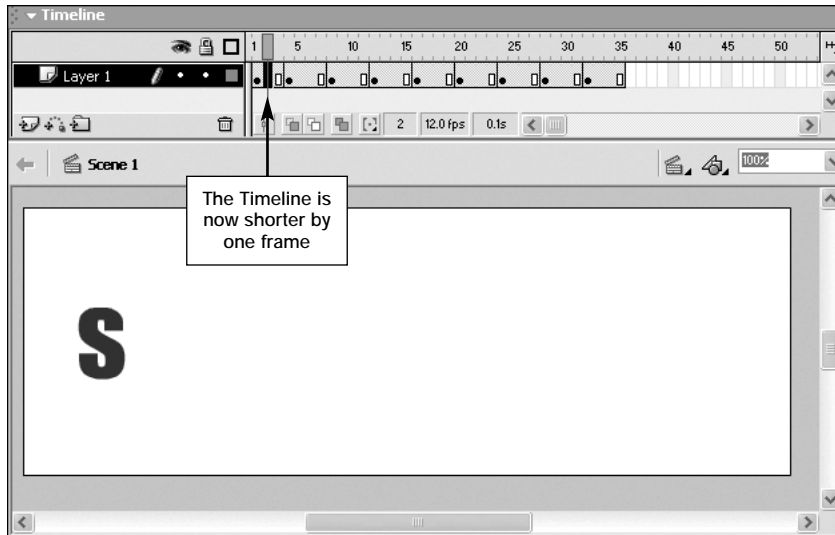 Timeline
1 5 10 15 20 25 30 35 40 45 50 H
Layer 1
2 12.0 fps 0.1s
Scene 1
100%
The Timeline is
now shorter by
one frame
S